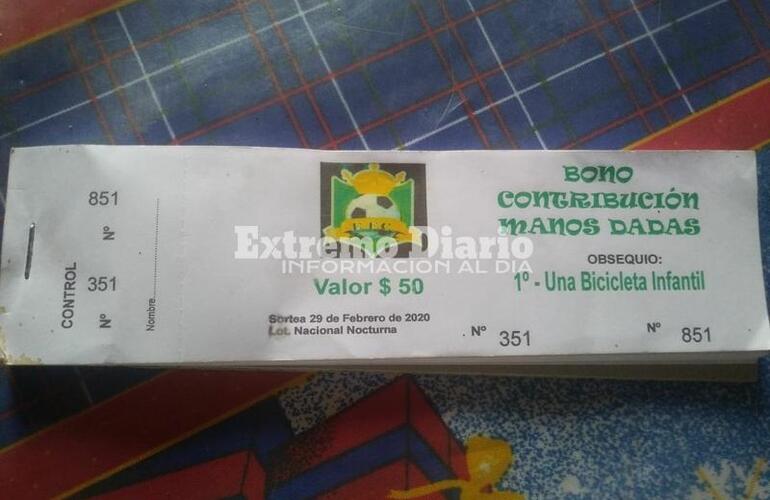 CONTROL
Nº 351
Nº 851
Nombre
Valor $ 50
Sortea 29 de Febrero de 2020
Lot. Nacional Nocturna
BONO
CONTRIBUCIÓN
MANOS DADAS
OBSEQUIO:
1º - Una Bicicleta Infantil
Nº 351
Nº 851
Extremo Diario
INFORMACION AL DIA